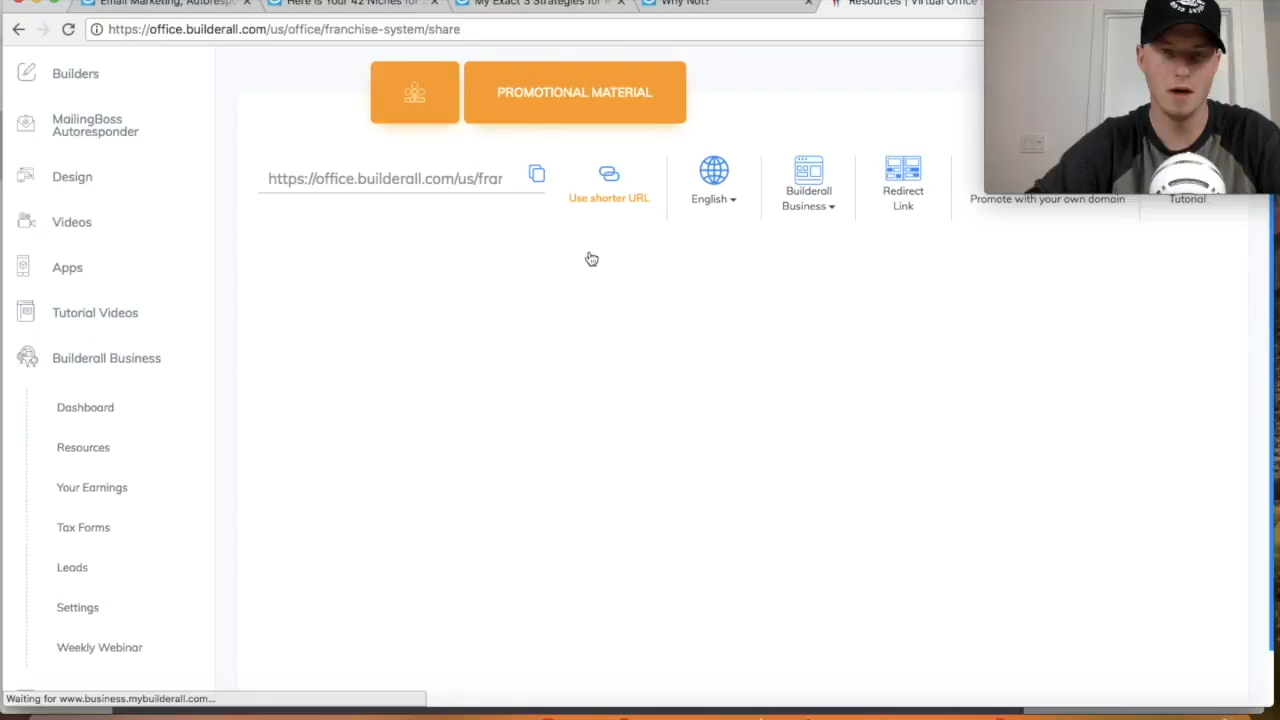 Email Marketing, Autoresp
Here is Your 42 Niches for
My Exact 3 Strategies for
Why Not?
Resources | Virtual Office
https://office.builderall.com/us/office/franchise-system/share
Builders
MailingBoss
Autoresponder
Design
Videos
Apps
Tutorial Videos
Builderall Business
Dashboard
Resources
Your Earnings
Tax Forms
Leads
Settings
Weekly Webinar
PROMOTIONAL MATERIAL
https://office.builderall.com/us/frar
Use shorter URL
English
Builderall
Business
Redirect
Link
Promote with your own domain
Tutorial
Waiting for www.business.mybuilderall.com...